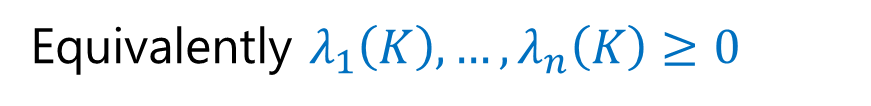 Equivalently λ₁(K), … , λₙ(K) ≥ 0